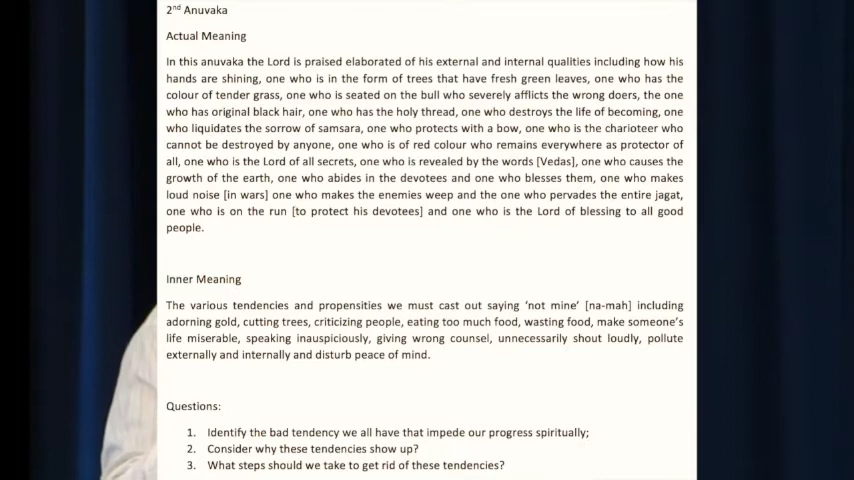 2nd Anuvaka
Actual Meaning
In this anuvaka the Lord is praised elaborated of his external and internal qualities including how his
hands are shining, one who is in the form of trees that have fresh green leaves, one who has the
colour of tender grass, one who is seated on the bull who severely afflicts the wrong doers, the one
who has original black hair, one who has the holy thread, one who destroys the life of becoming, one
who liquidates the sorrow of samsara, one who protects with a bow, one who is the charioteer who
cannot be destroyed by anyone, one who is of red colour who remains everywhere as protector of
all, one who is the Lord of all secrets, one who is revealed by the words [Vedas], one who causes the
growth of the earth, one who abides in the devotees and one who blesses them, one who makes
loud noise [in wars] one who makes the enemies weep and the one who pervades the entire jagat,
one who is on the run [to protect his devotees] and one who is the Lord of blessing to all good
people.
Inner Meaning
The various tendencies and propensities we must cast out saying ‘not mine’ [na-mah] including
adorning gold, cutting trees, criticizing people, eating too much food, wasting food, make someone’s
life miserable, speaking inauspiciously, giving wrong counsel, unnecessarily shout loudly, pollute
externally and internally and disturb peace of mind.
Questions:
1. Identify the bad tendency we all have that impede our progress spiritually;
2. Consider why these tendencies show up?
3. What steps should we take to get rid of these tendencies?